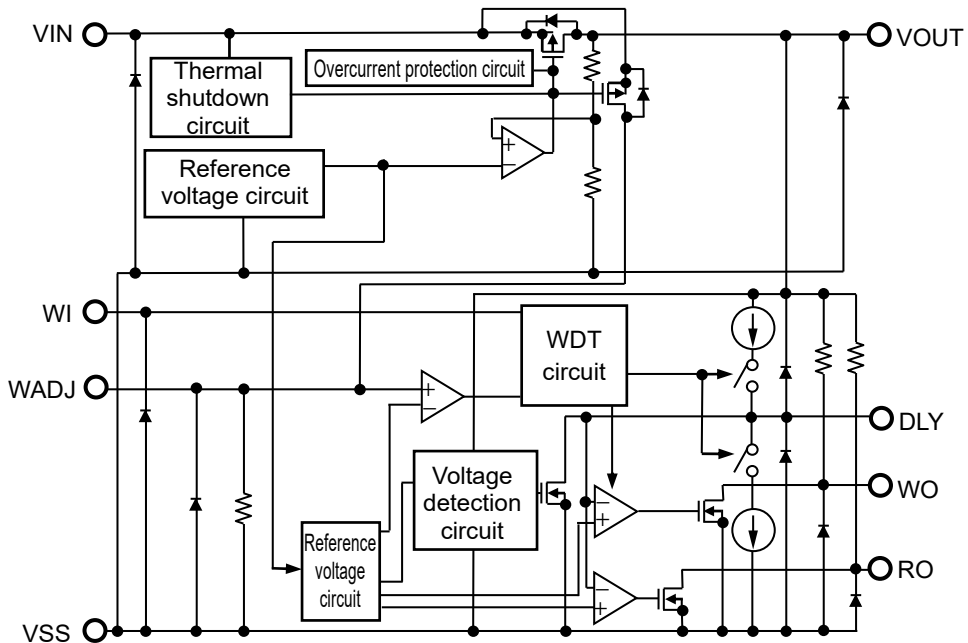 VIN
VOUT
Thermal
shutdown
circuit
Overcurrent protection circuit
+
−
Reference
voltage circuit
WI
WDT
circuit
WADJ
+
−
DLY
Voltage
detection
circuit
−
+
WO
Reference
voltage
circuit
−
+
RO
VSS